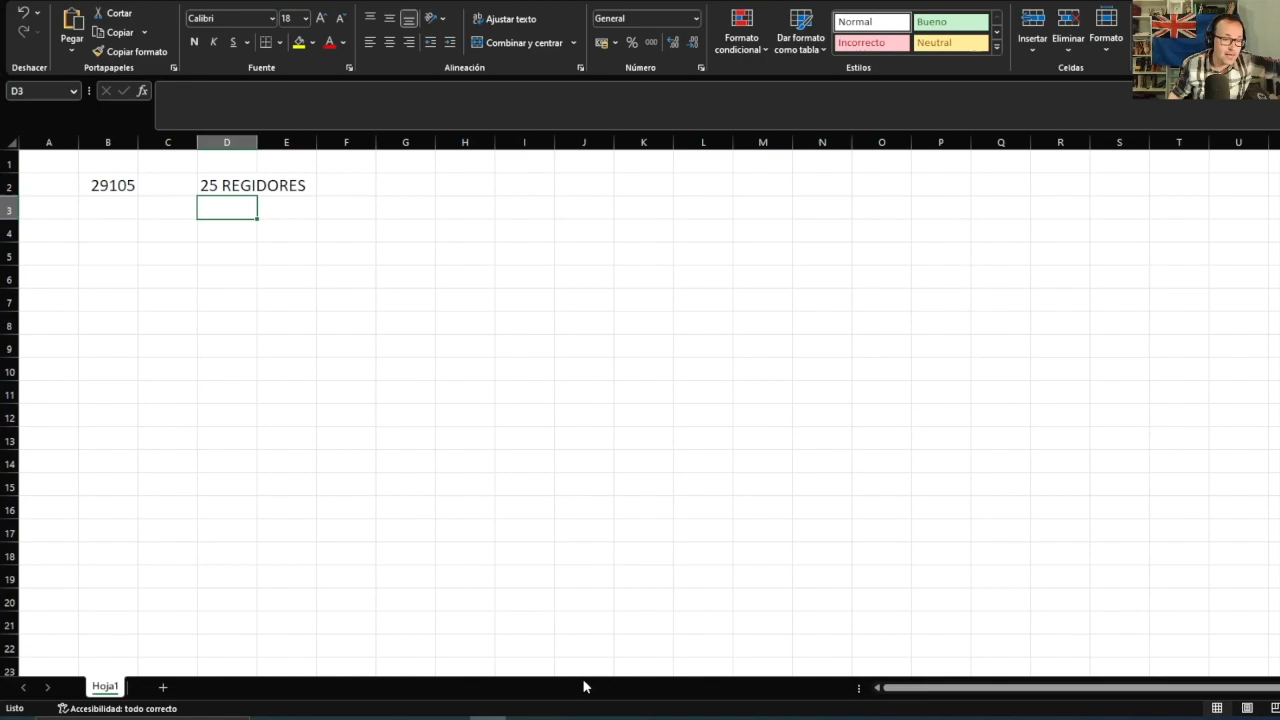 Cortar
Calibri
18
Ajustar texto
General
Normal
Bueno
Pegar
Copiar
Copiar formato
N K S
Combinar y centrar
%
000
Formato condicional
Dar formato como tabla
Incorrecto
Neutral
Insertar
Eliminar
Formato
Deshacer
Portapapeles
Fuente
Alineación
Número
Estilos
Celdas
D3
fx
A B C D E F G H I J K L M N O P Q R S T U
1
2 29105 25 REGIDORES
3
4
5
6
7
8
9
10
11
12
13
14
15
16
17
18
19
20
21
22
23
Hoja1
Listo
Accesibilidad: todo correcto